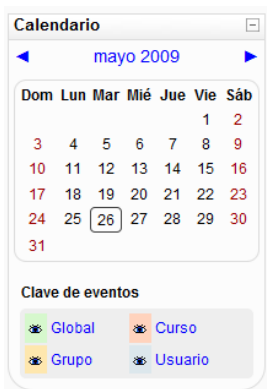 Calendario
◄ mayo 2009 ►
Dom Lun Mar Mié Jue Vie Sáb
1 2
3 4 5 6 7 8 9
10 11 12 13 14 15 16
17 18 19 20 21 22 23
24 25 26 27 28 29 30
31
Clave de eventos
Global Curso
Grupo Usuario